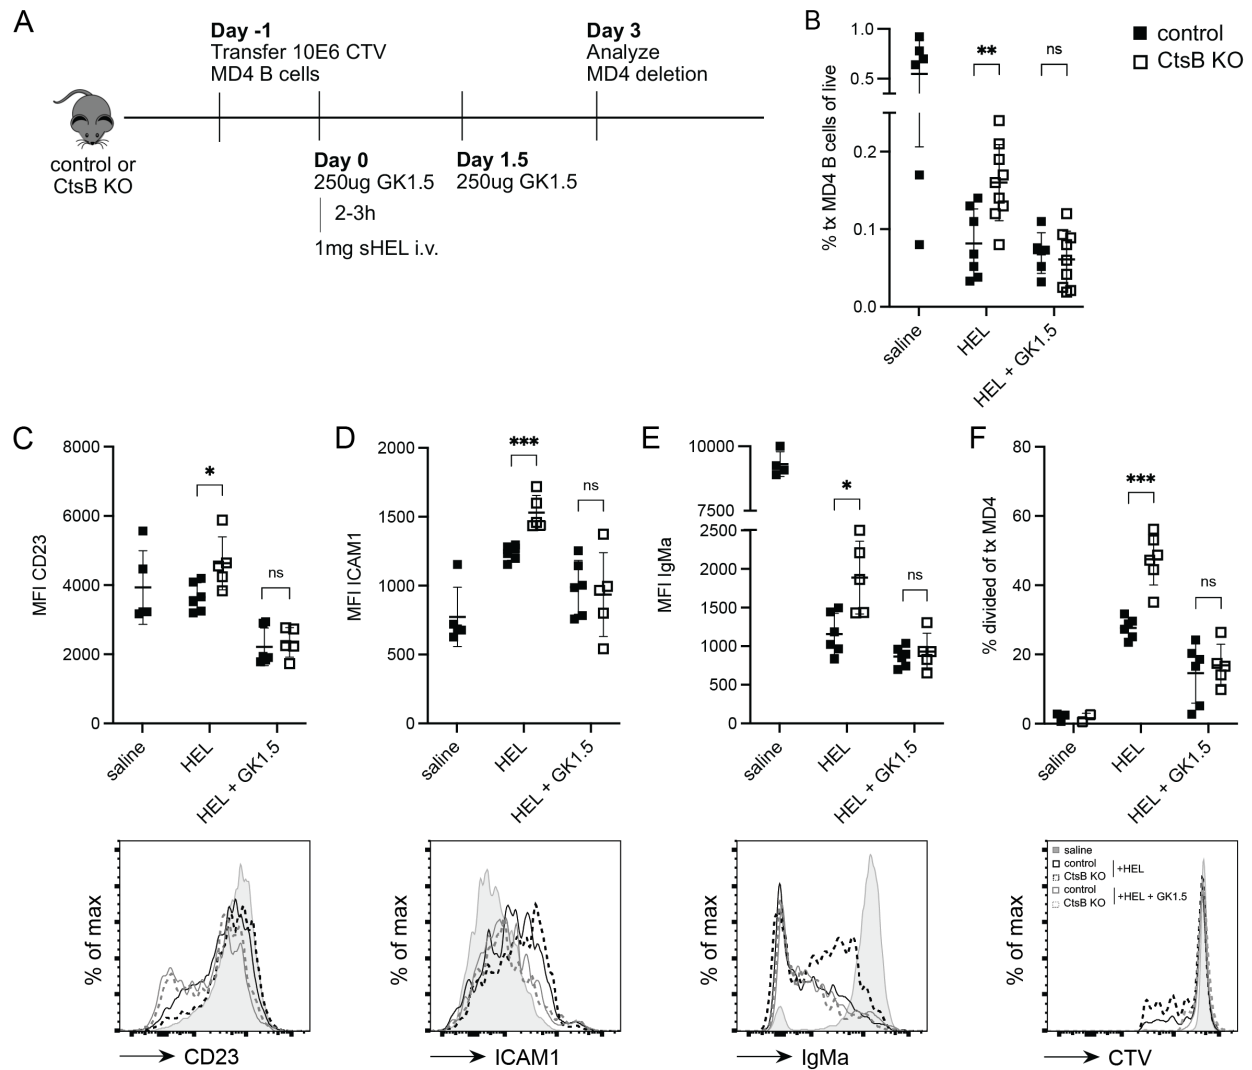 A
Day -1
Transfer 10E6 CTV
MD4 B cells
Day 3
Analyze
MD4 deletion
control or
CtsB KO
Day 0
250ug GK1.5
2-3h
1mg sHEL i.v.
Day 1.5
250ug GK1.5
B
control
CtsB KO
% tx MD4 B cells of live
1.0
0.5
0.2
0.1
0.0
**
ns
saline
HEL
HEL + GK1.5
C
MFI CD23
8000
6000
4000
2000
0
*
ns
saline
HEL
HEL + GK1.5
% of max
CD23
D
MFI ICAM1
2000
1500
1000
500
0
***
ns
saline
HEL
HEL + GK1.5
% of max
ICAM1
E
MFI IgMa
10000
7500
2500
2000
1500
1000
500
0
*
ns
saline
HEL
HEL + GK1.5
% of max
IgMa
F
% divided of tx MD4
80
60
40
20
0
***
ns
saline
HEL
HEL + GK1.5
% of max
saline
control
CtsB KO
+HEL
control
CtsB KO
+HEL + GK1.5
CTV